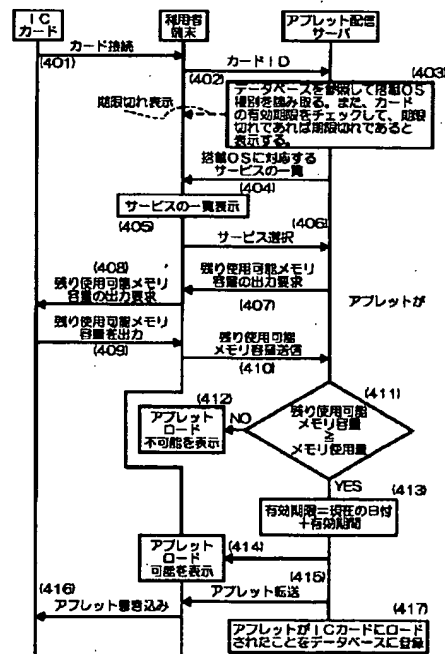 ICカード
利用者端末
アプレット配信サーバ
カード接続
(401)
カードID
(402)
(403)
データベースを参照して搭載OS
種別を読み取る。また、カード
の有効期限をチェックして、期限
切れであれば期限切れであると
表示する。
期限切れ表示
搭載OSに対応する
サービスの一覧
(404)
サービスの一覧表示
(405)
(406)
サービス選択
(408)
残り使用可能メモリ
容量の出力要求
残り使用可能メモリ
容量の出力要求
(407)
アプレットが
残り使用可能メモリ
容量を出力
(409)
残り使用可能
メモリ容量送信
(410)
(411)
残り使用可能
メモリ容量
≧
メモリ使用量
(412)
NO
アプレット
ロード
不可能を表示
YES
(413)
有効期限=現在の日付
+有効期間
アプレット
ロード
可能を表示
(414)
(415)
アプレット転送
(416)
アプレット書き込み
(417)
アプレットがICカードにロード
されたことをデータベースに登録